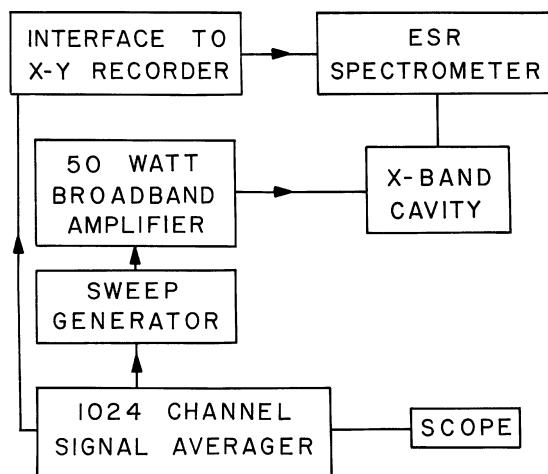 INTERFACE TO
X-Y RECORDER
ESR
SPECTROMETER
50 WATT
BROADBAND
AMPLIFIER
X-BAND
CAVITY
SWEEP
GENERATOR
1024 CHANNEL
SIGNAL AVERAGER
SCOPE